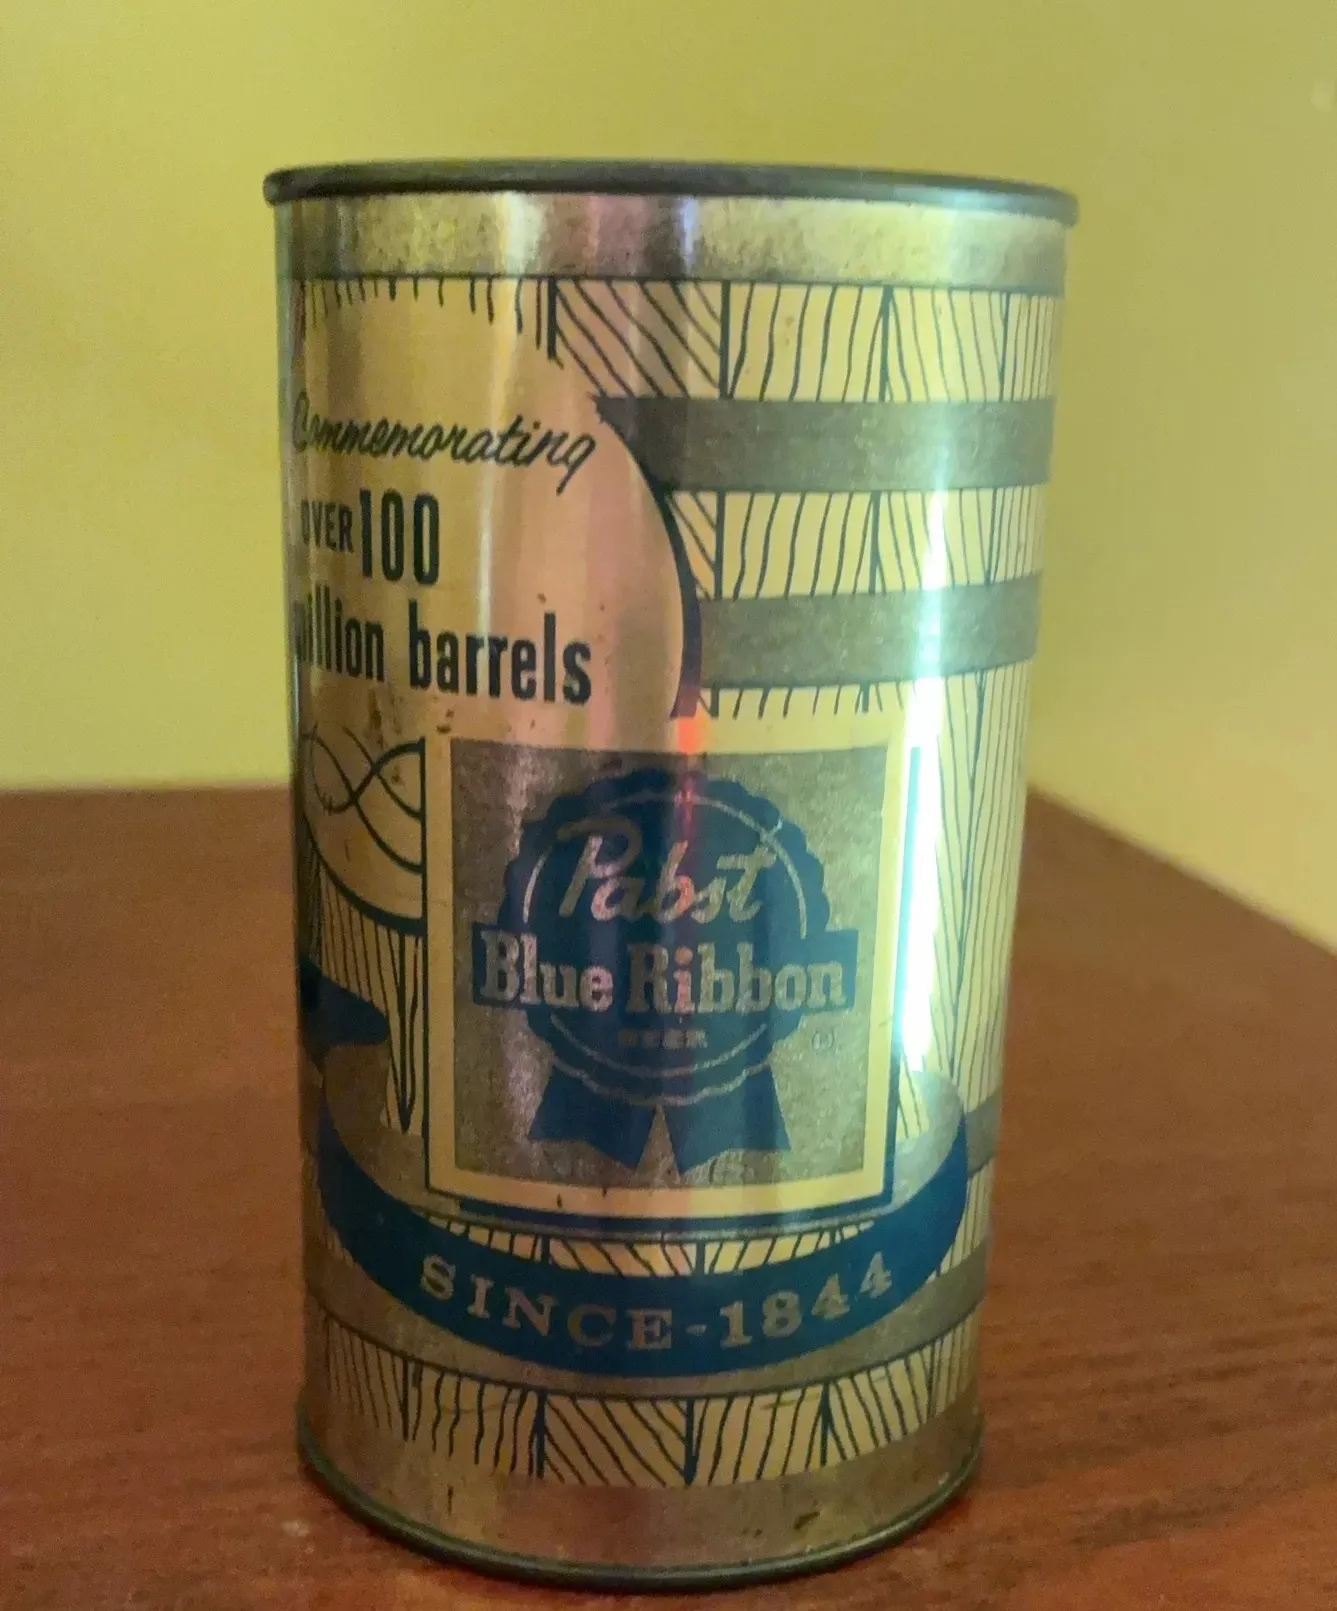 Commemorating
OVER 100
million barrels
Pabst
Blue Ribbon
BEER
SINCE-1844